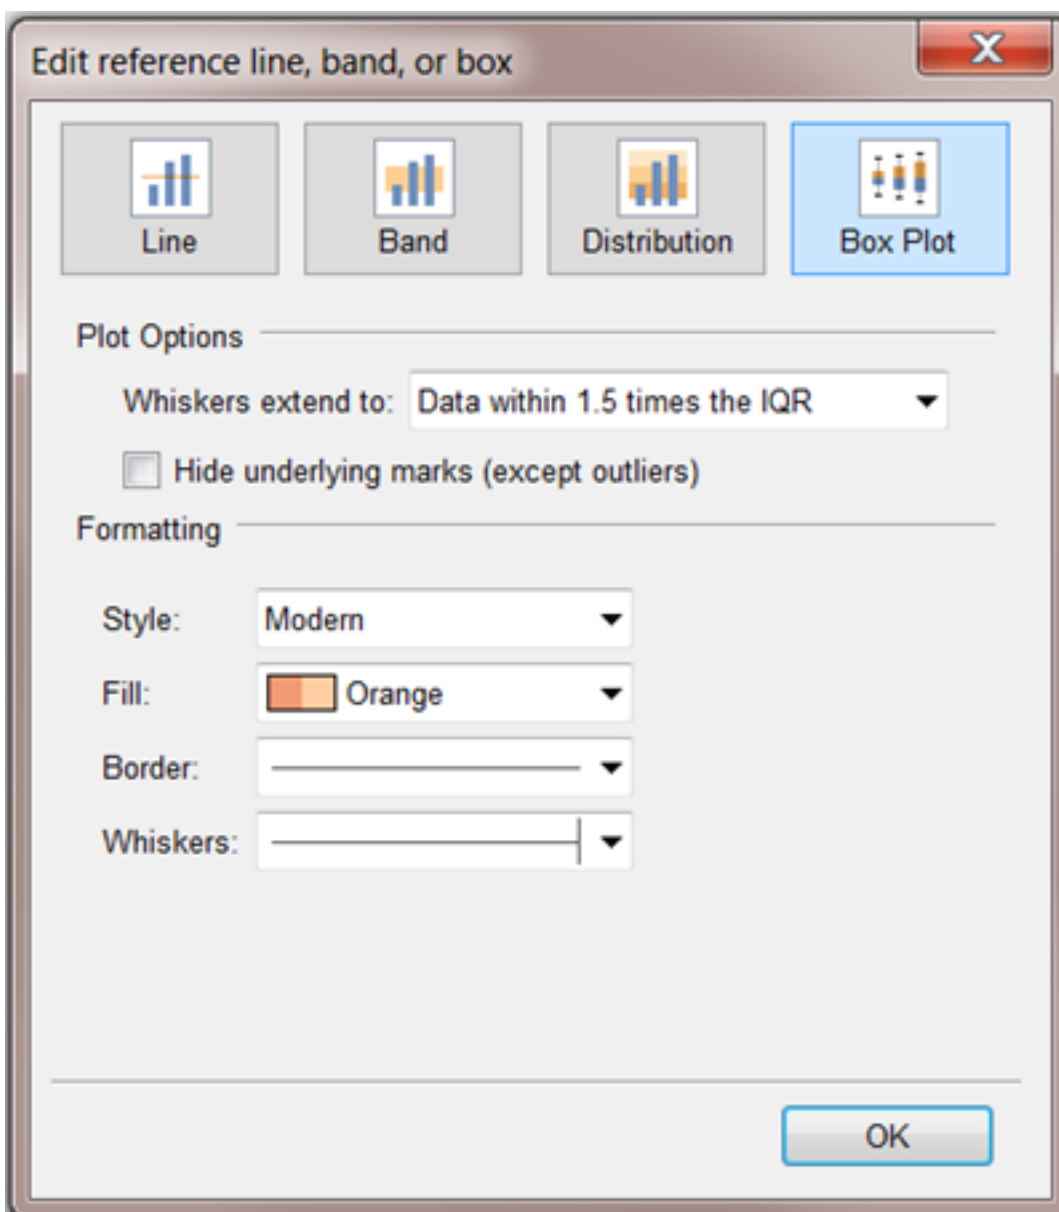 Edit reference line, band, or box
Line
Band
Distribution
Box Plot
Plot Options
Whiskers extend to: Data within 1.5 times the IQR
Hide underlying marks (except outliers)
Formatting
Style: Modern
Fill: Orange
Border:
Whiskers:
OK